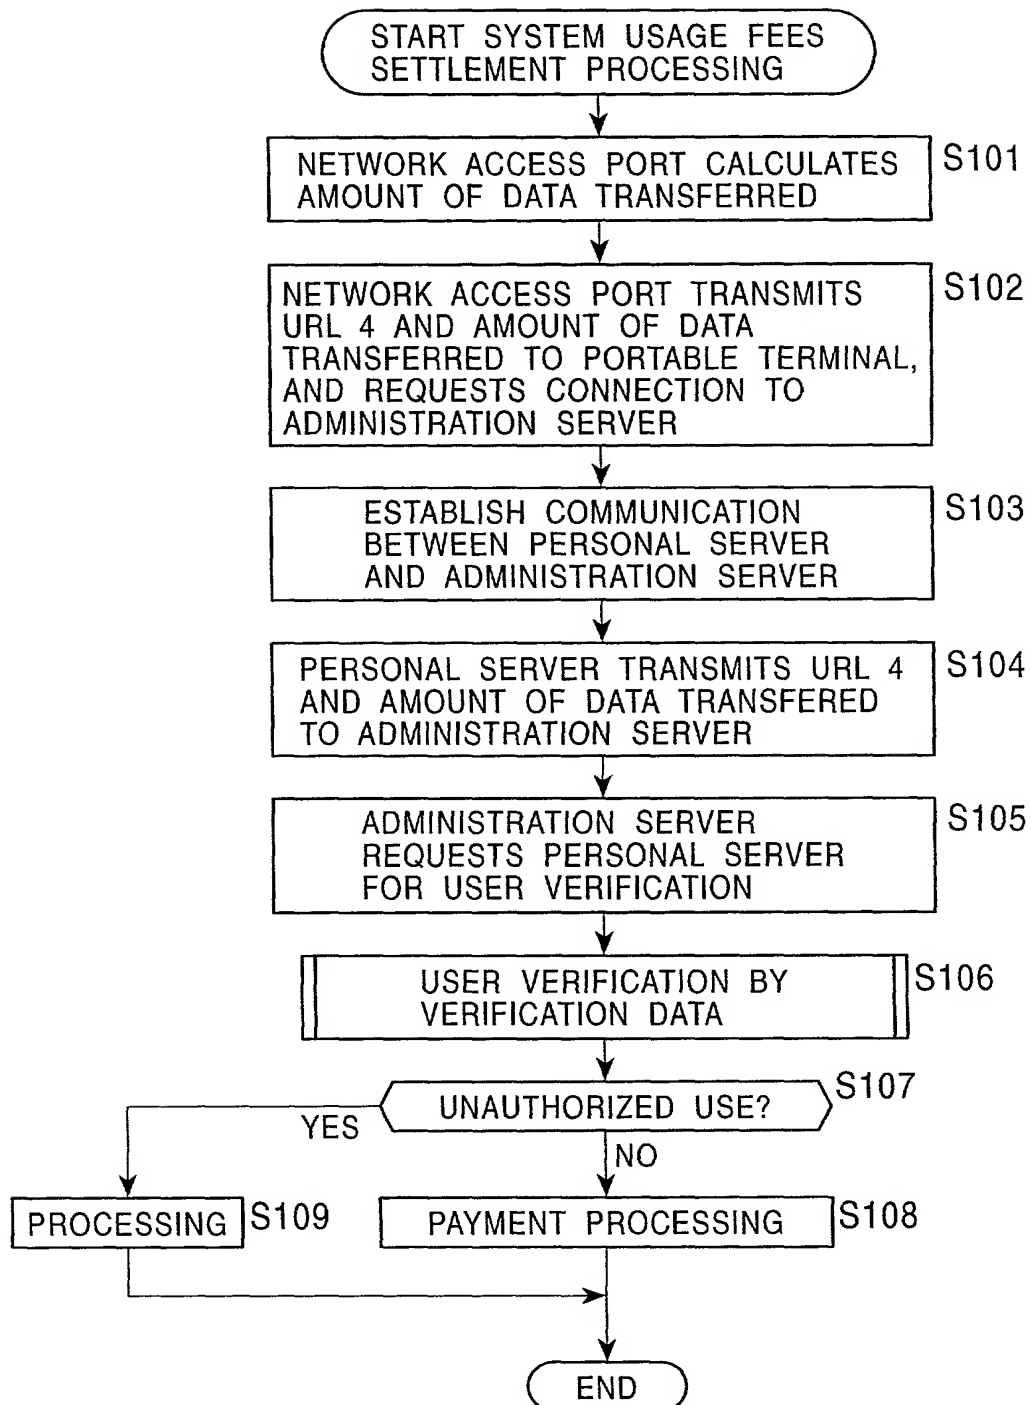 START SYSTEM USAGE FEES
SETTLEMENT PROCESSING
NETWORK ACCESS PORT CALCULATES
AMOUNT OF DATA TRANSFERRED
S101
NETWORK ACCESS PORT TRANSMITS
URL 4 AND AMOUNT OF DATA
TRANSFERRED TO PORTABLE TERMINAL,
AND REQUESTS CONNECTION TO
ADMINISTRATION SERVER
S102
ESTABLISH COMMUNICATION
BETWEEN PERSONAL SERVER
AND ADMINISTRATION SERVER
S103
PERSONAL SERVER TRANSMITS URL 4
AND AMOUNT OF DATA TRANSFERED
TO ADMINISTRATION SERVER
S104
ADMINISTRATION SERVER
REQUESTS PERSONAL SERVER
FOR USER VERIFICATION
S105
USER VERIFICATION BY
VERIFICATION DATA
S106
UNAUTHORIZED USE?
S107
YES
NO
PROCESSING
S109
PAYMENT PROCESSING
S108
END